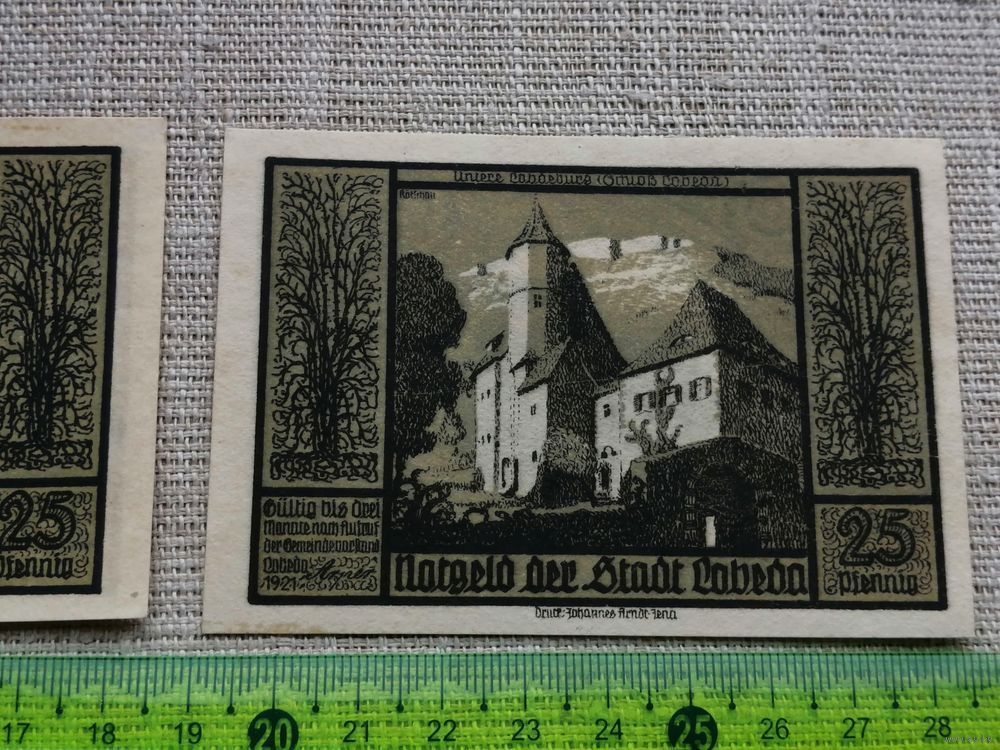 25
Pfennig
Untere Lobdeburg (Schloß Lobeda)
Rötschau
Gültig bis drei
Monate nach Aufruf
der Gemeindevorstand
Lobeda
1921
Notgeld der Stadt Lobeda
25
Pfennig
Druck: Johannes Arndt-Jena
17 18 19 20 21 22 23 24 25 26 27 28